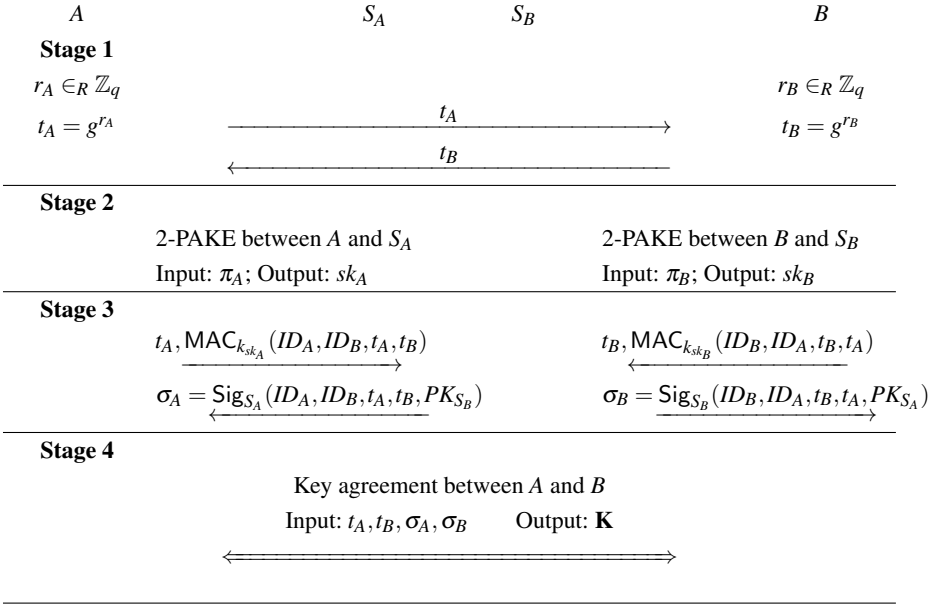 A S_A S_B B
Stage 1
r_A ∈_R ℤ_q r_B ∈_R ℤ_q
t_A = g^{r_A} t_A t_B = g^{r_B}
t_B
Stage 2
2-PAKE between A and S_A 2-PAKE between B and S_B
Input: π_A; Output: sk_A Input: π_B; Output: sk_B
Stage 3
t_A, MAC_{k_{sk_A}}(ID_A, ID_B, t_A, t_B) t_B, MAC_{k_{sk_B}}(ID_B, ID_A, t_B, t_A)
σ_A = Sig_{S_A}(ID_A, ID_B, t_A, t_B, PK_{S_B}) σ_B = Sig_{S_B}(ID_B, ID_A, t_B, t_A, PK_{S_A})
Stage 4
Key agreement between A and B
Input: t_A, t_B, σ_A, σ_B Output: K